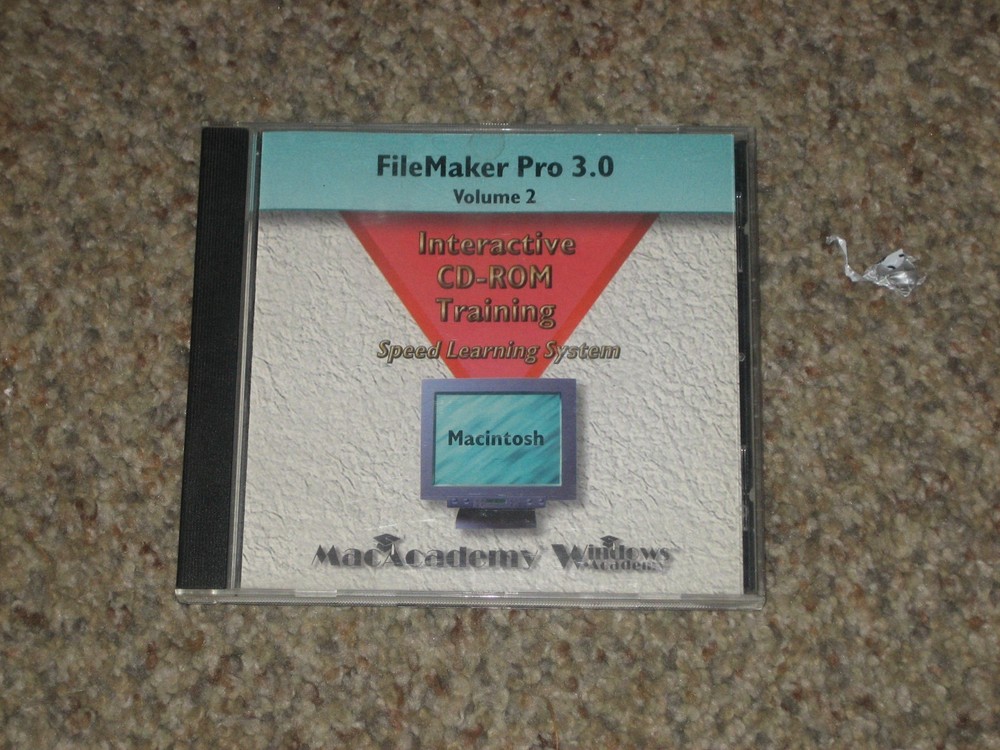 FileMaker Pro 3.0
Volume 2
Interactive
CD-ROM
Training
Speed Learning System
Macintosh
MacAcademy Windows Academy